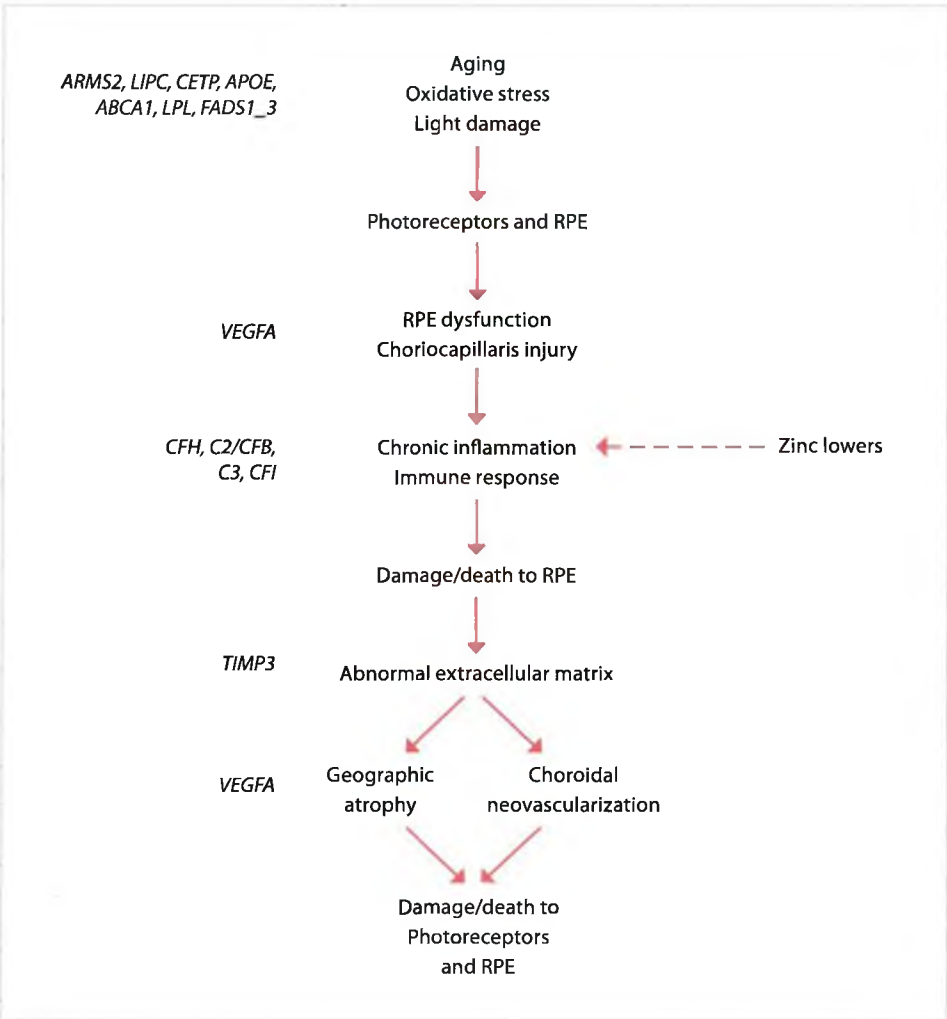 ARMS2, LIPC, CETP, APOE,
ABCA1, LPL, FADS1_3
Aging
Oxidative stress
Light damage
Photoreceptors and RPE
VEGFA
RPE dysfunction
Choriocapillaris injury
CFH, C2/CFB,
C3, CFI
Chronic inflammation
Immune response
Zinc lowers
Damage/death to RPE
TIMP3
Abnormal extracellular matrix
VEGFA
Geographic
atrophy
Choroidal
neovascularization
Damage/death to
Photoreceptors
and RPE